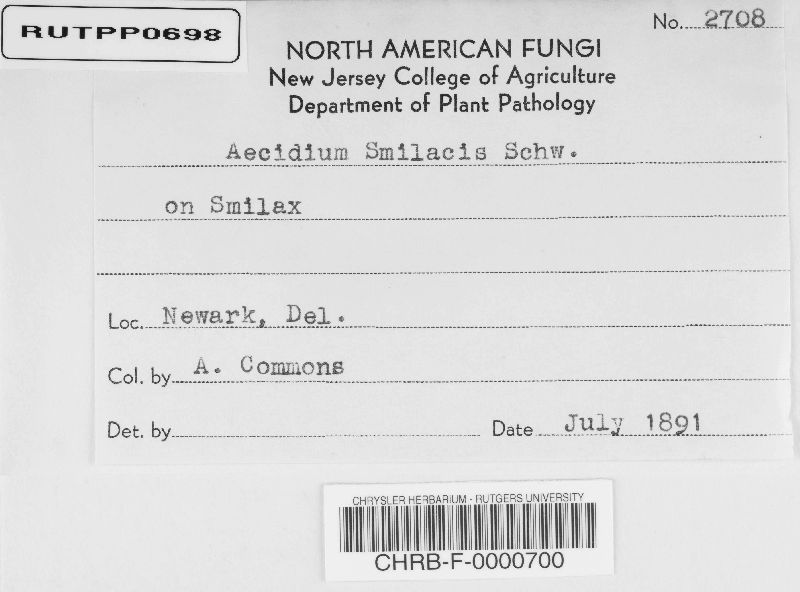 RUTPP0698
No. 2708
NORTH AMERICAN FUNGI
New Jersey College of Agriculture
Department of Plant Pathology
Aecidium Smilacis Schw.
on Smilax
Loc. Newark, Del.
Col. by A. Commons
Det. by Date July 1891
CHRYSLER HERBARIUM - RUTGERS UNIVERSITY
CHRB-F-0000700